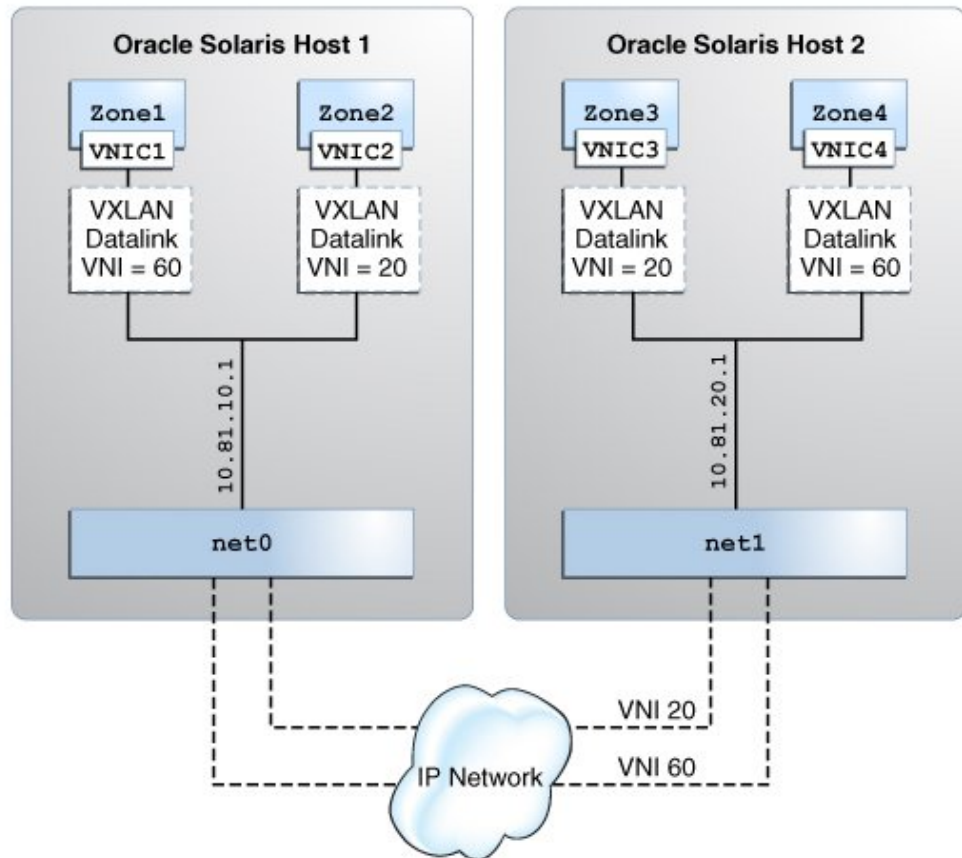 Oracle Solaris Host 1
Zone1
VNIC1
VXLAN
Datalink
VNI = 60
Zone2
VNIC2
VXLAN
Datalink
VNI = 20
10.81.10.1
net0
Oracle Solaris Host 2
Zone3
VNIC3
VXLAN
Datalink
VNI = 20
Zone4
VNIC4
VXLAN
Datalink
VNI = 60
10.81.20.1
net1
VNI 20
IP Network
VNI 60